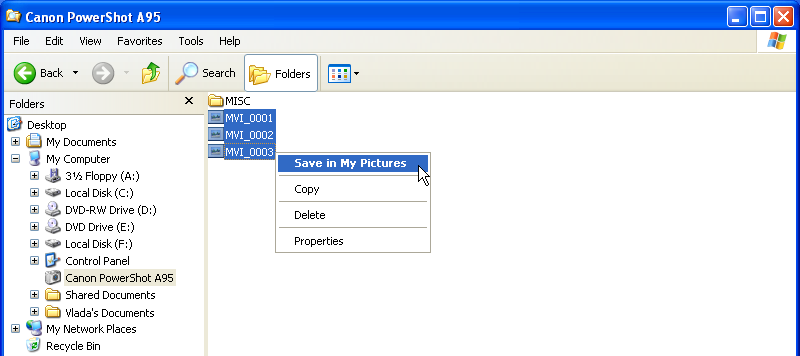 Canon PowerShot A95
File Edit View Favorites Tools Help
Back Search Folders
Folders
Desktop
My Documents
My Computer
3½ Floppy (A:)
Local Disk (C:)
DVD-RW Drive (D:)
DVD Drive (E:)
Local Disk (F:)
Control Panel
Canon PowerShot A95
Shared Documents
Vlada's Documents
My Network Places
Recycle Bin
MISC
MVI_0001
MVI_0002
MVI_0003
Save in My Pictures
Copy
Delete
Properties